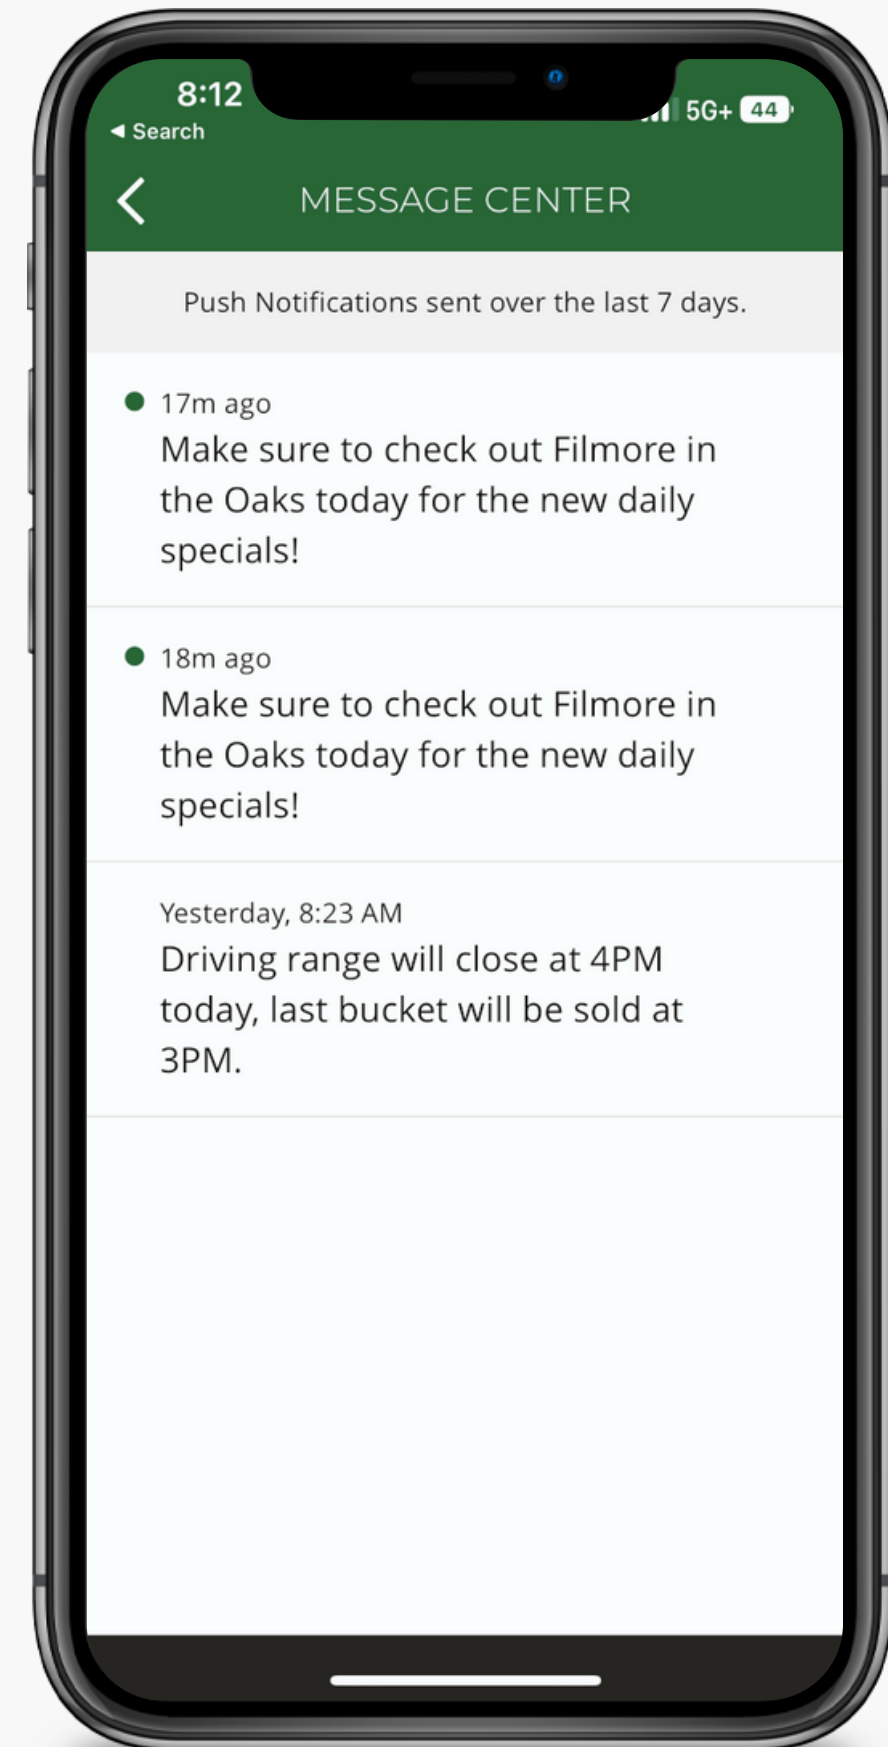 8:12
5G+ 44
◀ Search
MESSAGE CENTER
Push Notifications sent over the last 7 days.
17m ago
Make sure to check out Filmore in
the Oaks today for the new daily
specials!
18m ago
Make sure to check out Filmore in
the Oaks today for the new daily
specials!
Yesterday, 8:23 AM
Driving range will close at 4PM
today, last bucket will be sold at
3PM.